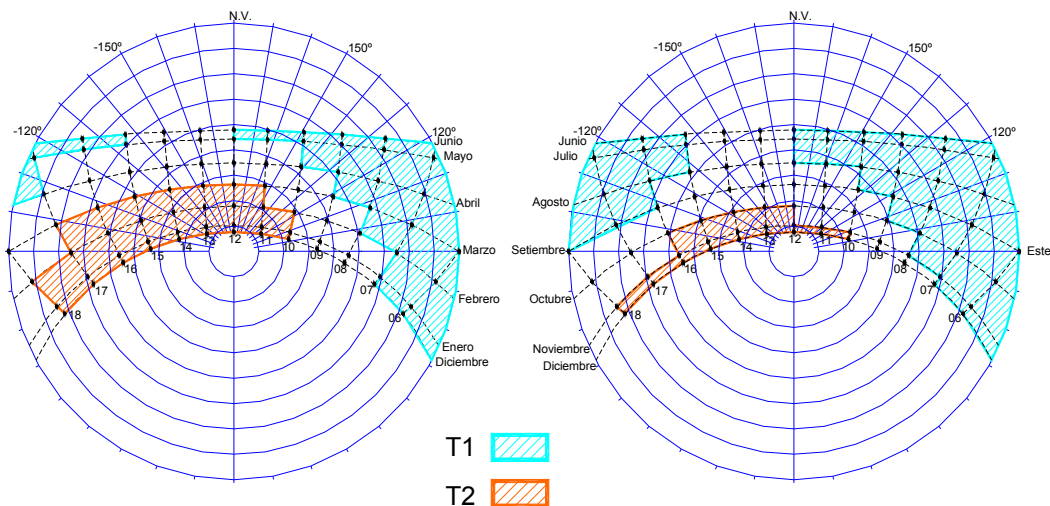 N.V.
-150º
150º
-120º
120º
Junio
Mayo
Abril
Marzo
Febrero
Enero
Diciembre
18
17
16
15
14
13
12
11
10
09
08
07
06
N.V.
-150º
150º
-120º
120º
Junio
Julio
Agosto
Setiembre
Octubre
Noviembre
Diciembre
Este
18
17
16
15
14
13
12
11
10
09
08
07
06
T1
T2